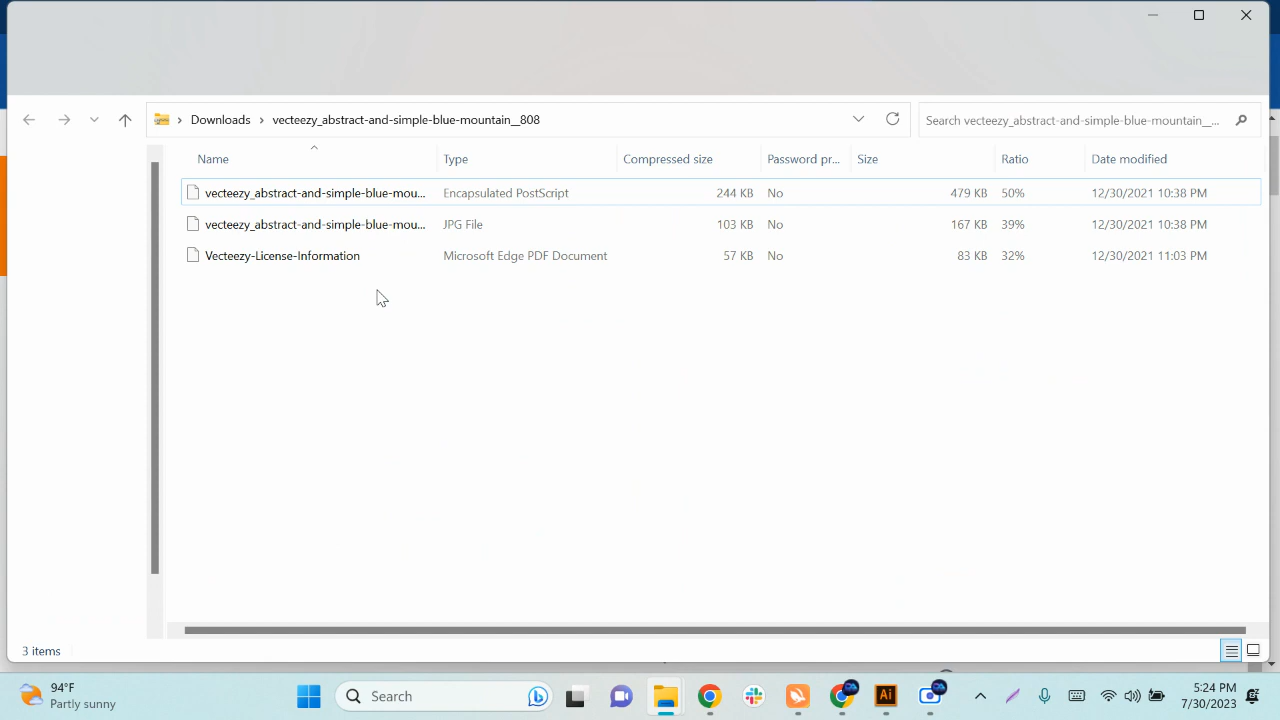 Downloads > vecteezy_abstract-and-simple-blue-mountain__808
Search vecteezy_abstract-and-simple-blue-mountain__...
Name Type Compressed size Password pr... Size Ratio Date modified
vecteezy_abstract-and-simple-blue-mou... Encapsulated PostScript 244 KB No 479 KB 50% 12/30/2021 10:38 PM
vecteezy_abstract-and-simple-blue-mou... JPG File 103 KB No 167 KB 39% 12/30/2021 10:38 PM
Vecteezy-License-Information Microsoft Edge PDF Document 57 KB No 83 KB 32% 12/30/2021 11:03 PM
3 items
94°F
Partly sunny
Search
Ai
5:24 PM
7/30/2023